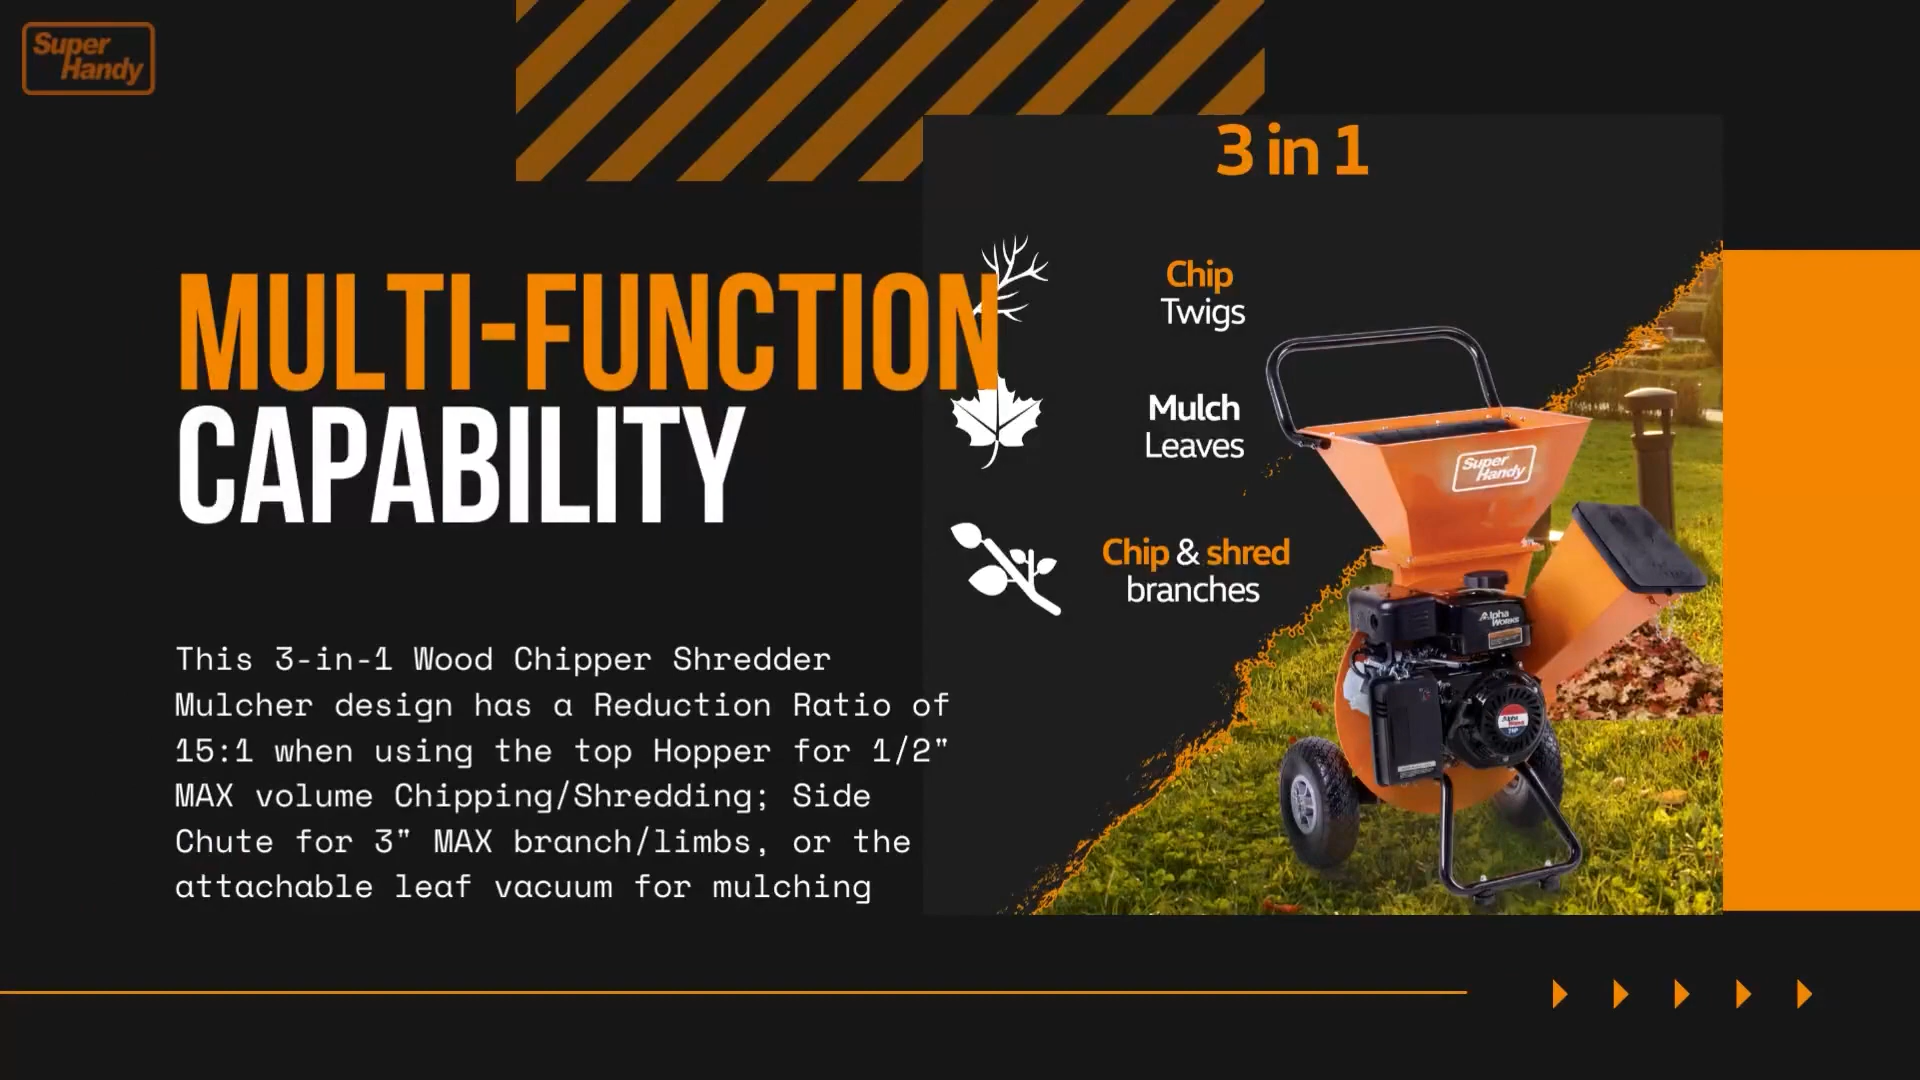 Super
Handy
3 in 1
MULTI-FUNCTION
CAPABILITY
Chip
Twigs
Mulch
Leaves
Chip & shred
branches
Super
Handy
Alpha
Works
This 3-in-1 Wood Chipper Shredder
Mulcher design has a Reduction Ratio of
15:1 when using the top Hopper for 1/2"
MAX volume Chipping/Shredding; Side
Chute for 3" MAX branch/limbs, or the
attachable leaf vacuum for mulching